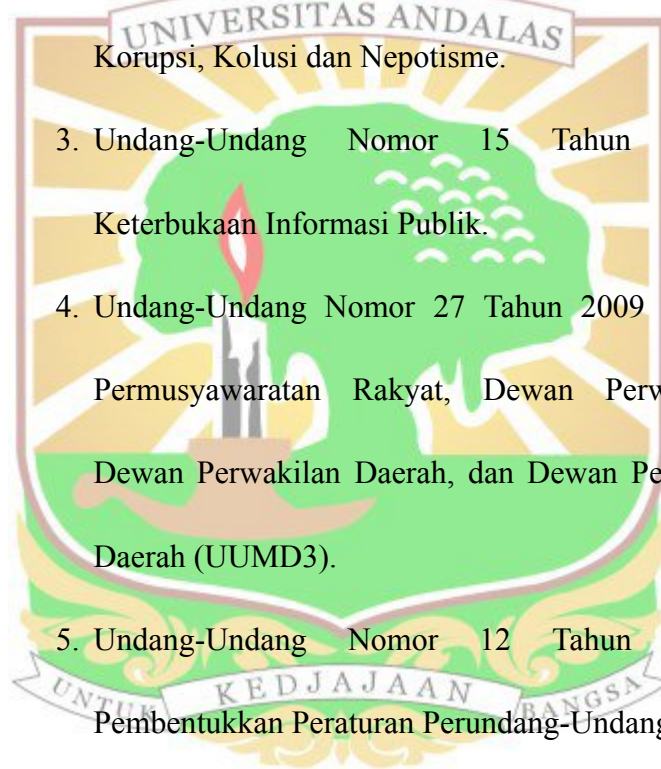 UNIVERSITAS ANDALAS
Korupsi, Kolusi dan Nepotisme.
3. Undang-Undang Nomor 15 Tahun
Keterbukaan Informasi Publik.
4. Undang-Undang Nomor 27 Tahun 2009
Permusyawaratan Rakyat, Dewan
Dewan Perwakilan Daerah, dan Dewan
Daerah (UUMD3).
5. Undang-Undang Nomor 12 Tahun
UNTUK KEDJAJAAN BANGSA
Pembentukkan Peraturan